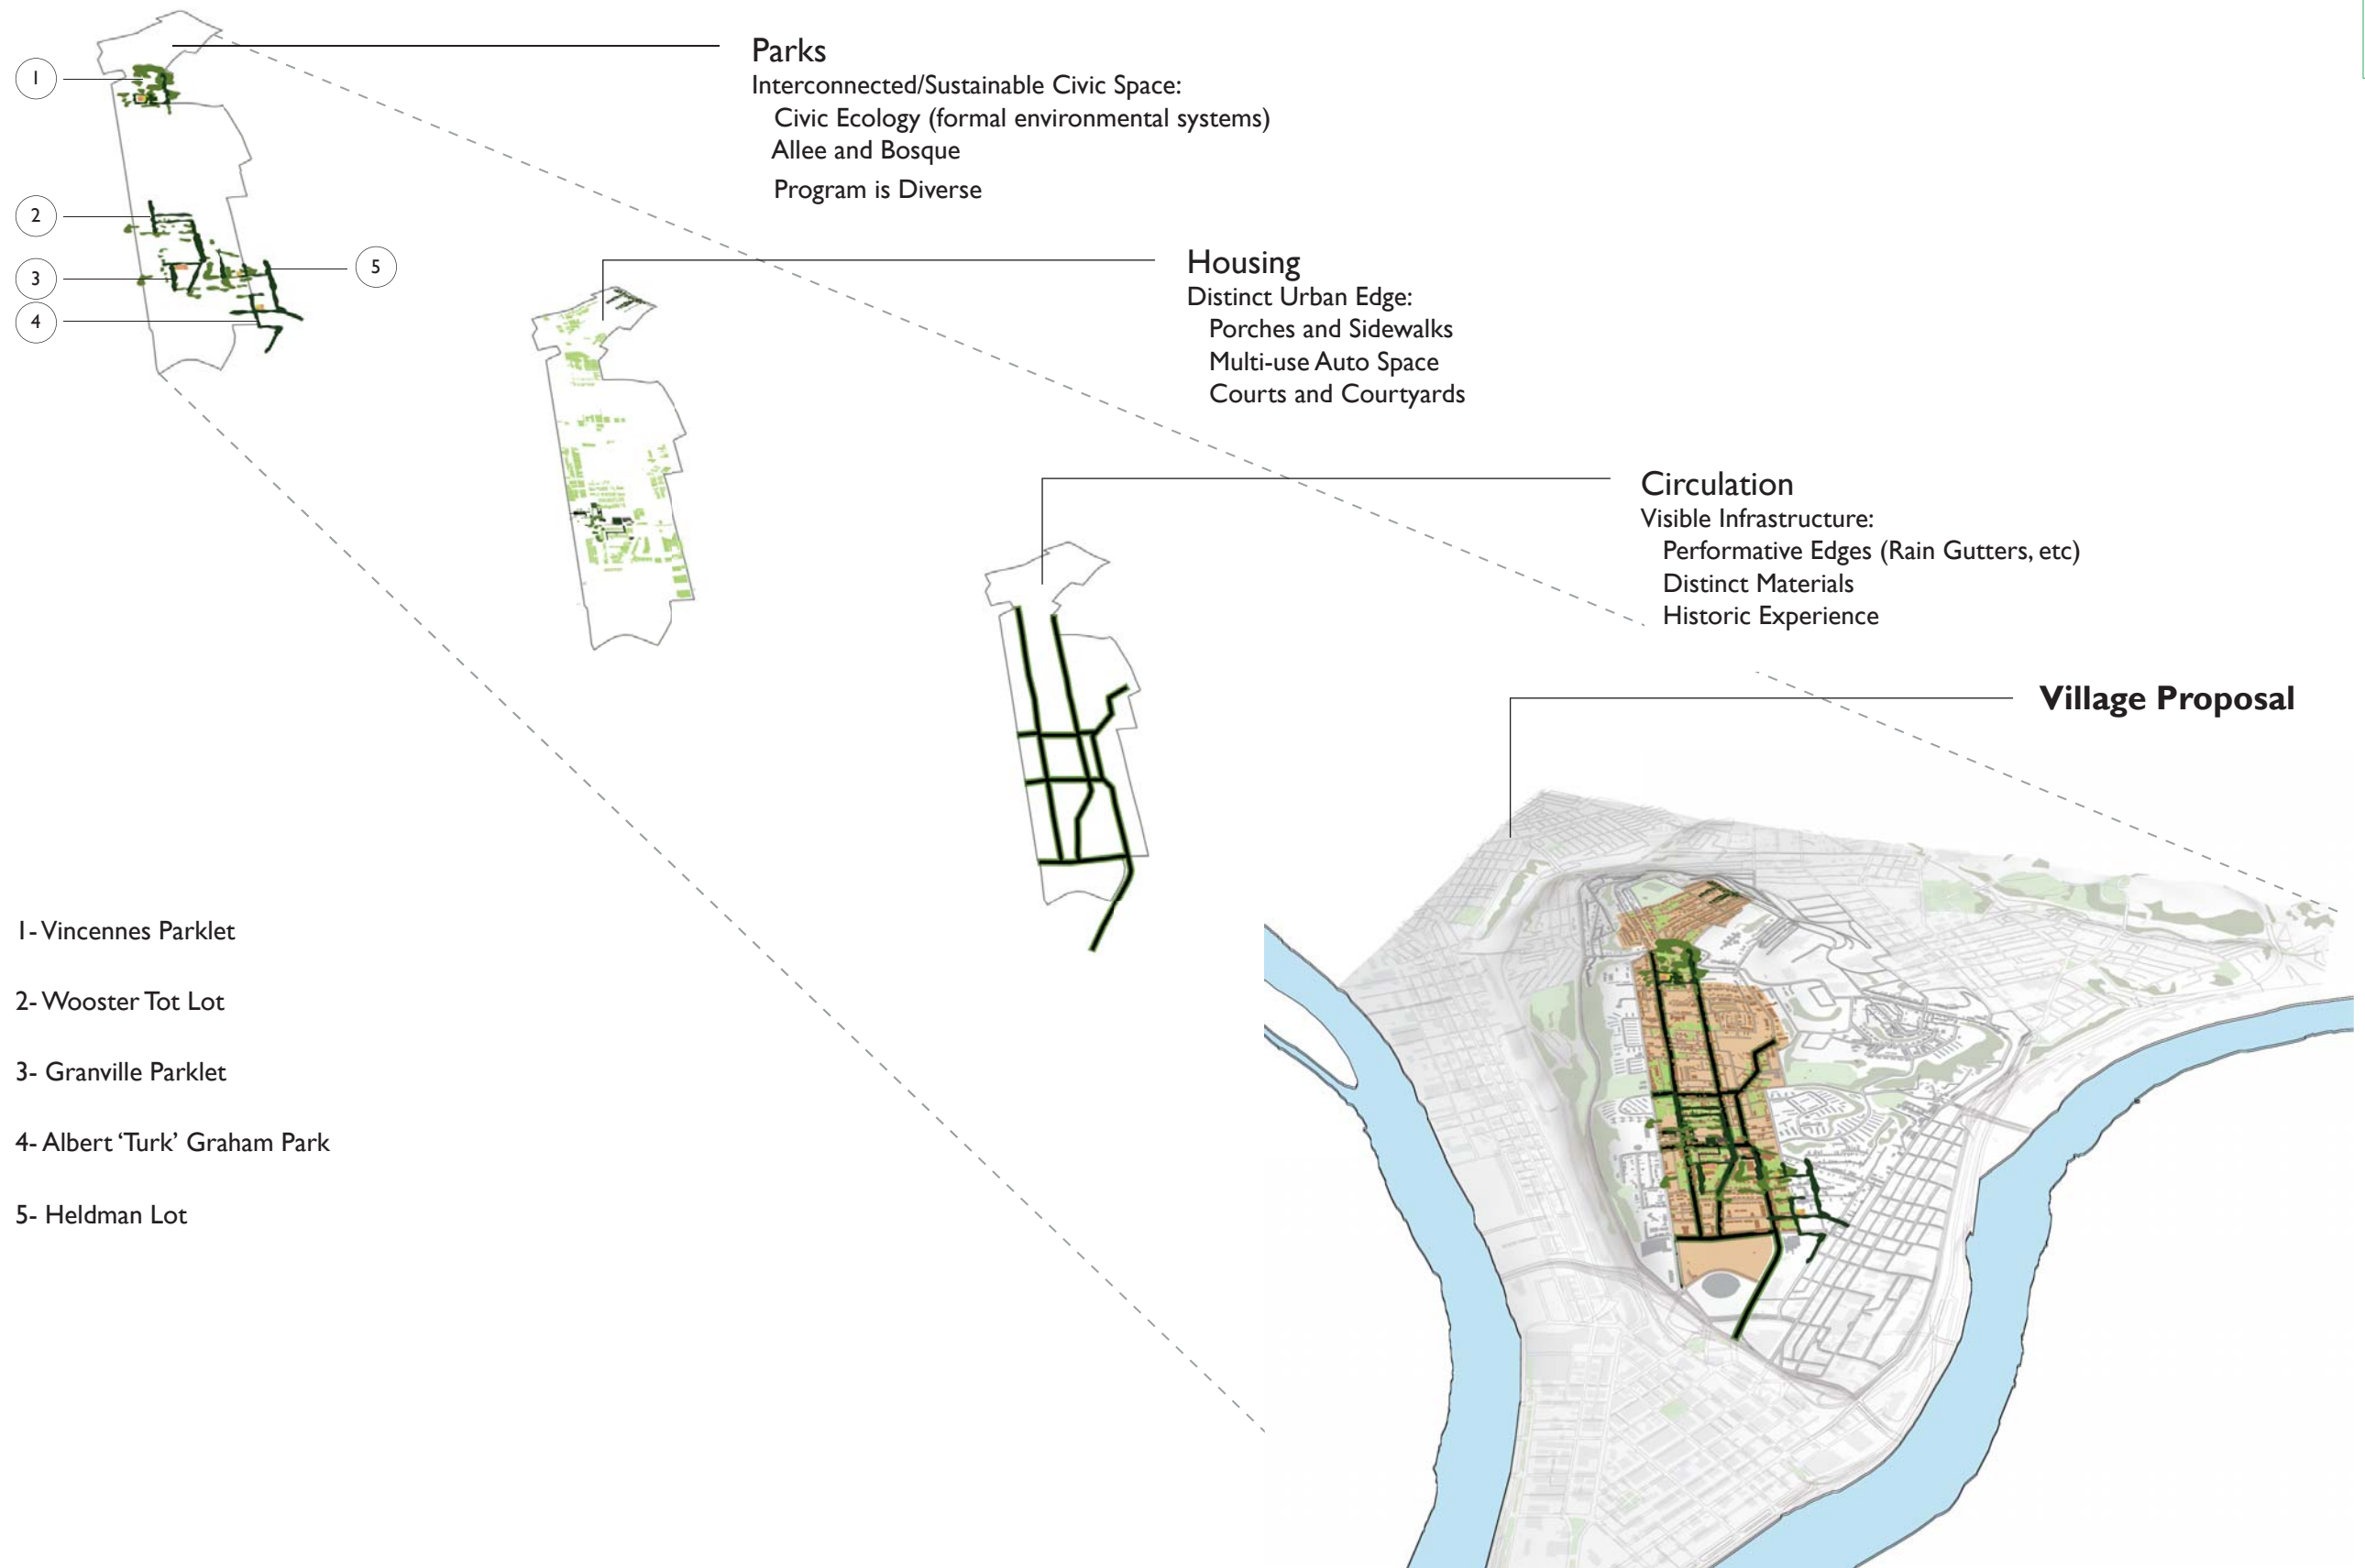 Parks
Interconnected/Sustainable Civic Space:
Civic Ecology (formal environmental systems)
Allee and Bosque
Program is Diverse
1
2
3
4
5
Housing
Distinct Urban Edge:
Porches and Sidewalks
Multi-use Auto Space
Courts and Courtyards
Circulation
Visible Infrastructure:
Performative Edges (Rain Gutters, etc)
Distinct Materials
Historic Experience
Village Proposal
1- Vincennes Parklet
2- Wooster Tot Lot
3- Granville Parklet
4- Albert ‘Turk’ Graham Park
5- Heldman Lot